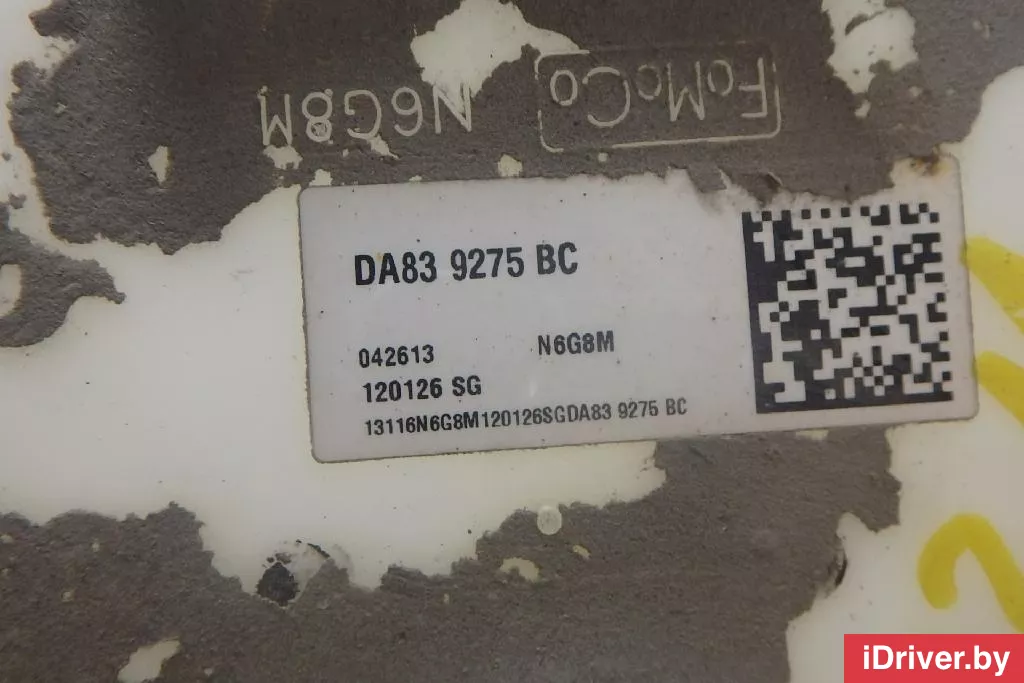 N6G8M FoMoCo
DA83 9275 BC
042613 N6G8M
120126 SG
13116N6G8M120126SGDA83 9275 BC
iDriver.by